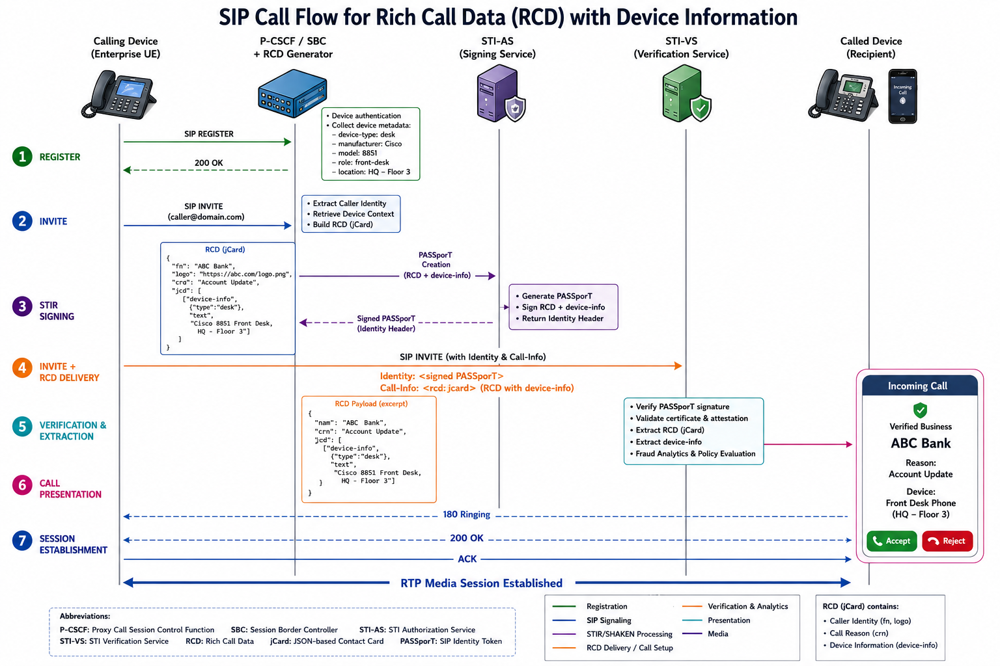 SIP Call Flow for Rich Call Data (RCD) with Device Information
Calling Device
(Enterprise UE)
P-CSCF / SBC
+ RCD Generator
STI-AS
(Signing Service)
STI-VS
(Verification Service)
Called Device
(Recipient)
Incoming
Call
• Device authentication
• Collect device metadata:
– device-type: desk
– manufacturer: Cisco
– model: 8851
– role: front-desk
– location: HQ – Floor 3
1 REGISTER
SIP REGISTER
200 OK
2 INVITE
SIP INVITE
(caller@domain.com)
• Extract Caller Identity
• Retrieve Device Context
• Build RCD (jCard)
RCD (jCard)
{
"fn": "ABC Bank",
"logo": "https://abc.com/logo.png",
"crq": "Account Update",
"jcd": [
["device-info",
{"type":"desk"},
"text",
"Cisco 8851 Front Desk,
HQ - Floor 3"]
]
}
PASSporT
Creation
(RCD + device-info)
3 STIR
SIGNING
• Generate PASSporT
• Sign RCD + device-info
• Return Identity Header
Signed PASSporT
(Identity Header)
4 INVITE +
RCD DELIVERY
SIP INVITE (with Identity & Call-Info)
Identity: <signed PASSporT>
Call-Info: <rcd:jcard> (RCD with device-info)
RCD Payload (excerpt)
{
"nam": "ABC Bank",
"crn": "Account Update",
"jcd": [
["device-info",
{"type":"desk"},
"text",
"Cisco 8851 Front Desk,
HQ - Floor 3"]
}
}
5 VERIFICATION &
EXTRACTION
• Verify PASSporT signature
• Validate certificate & attestation
• Extract RCD (jCard)
• Extract device-info
• Fraud Analytics & Policy Evaluation
6 CALL
PRESENTATION
Incoming Call
Verified Business
ABC Bank
Reason:
Account Update
Device:
Front Desk Phone
(HQ – Floor 3)
Accept
Reject
180 Ringing
7 SESSION
ESTABLISHMENT
200 OK
ACK
RTP Media Session Established
Abbreviations:
P-CSCF: Proxy Call Session Control Function SBC: Session Border Controller STI-AS: STI Authorization Service
STI-VS: STI Verification Service RCD: Rich Call Data jCard: JSON-based Contact Card PASSporT: SIP Identity Token
Registration
SIP Signaling
STIR/SHAKEN Processing
RCD Delivery / Call Setup
Verification & Analytics
Presentation
Media
RCD (jCard) contains:
• Caller Identity (fn, logo)
• Call Reason (crn)
• Device Information (device-info)